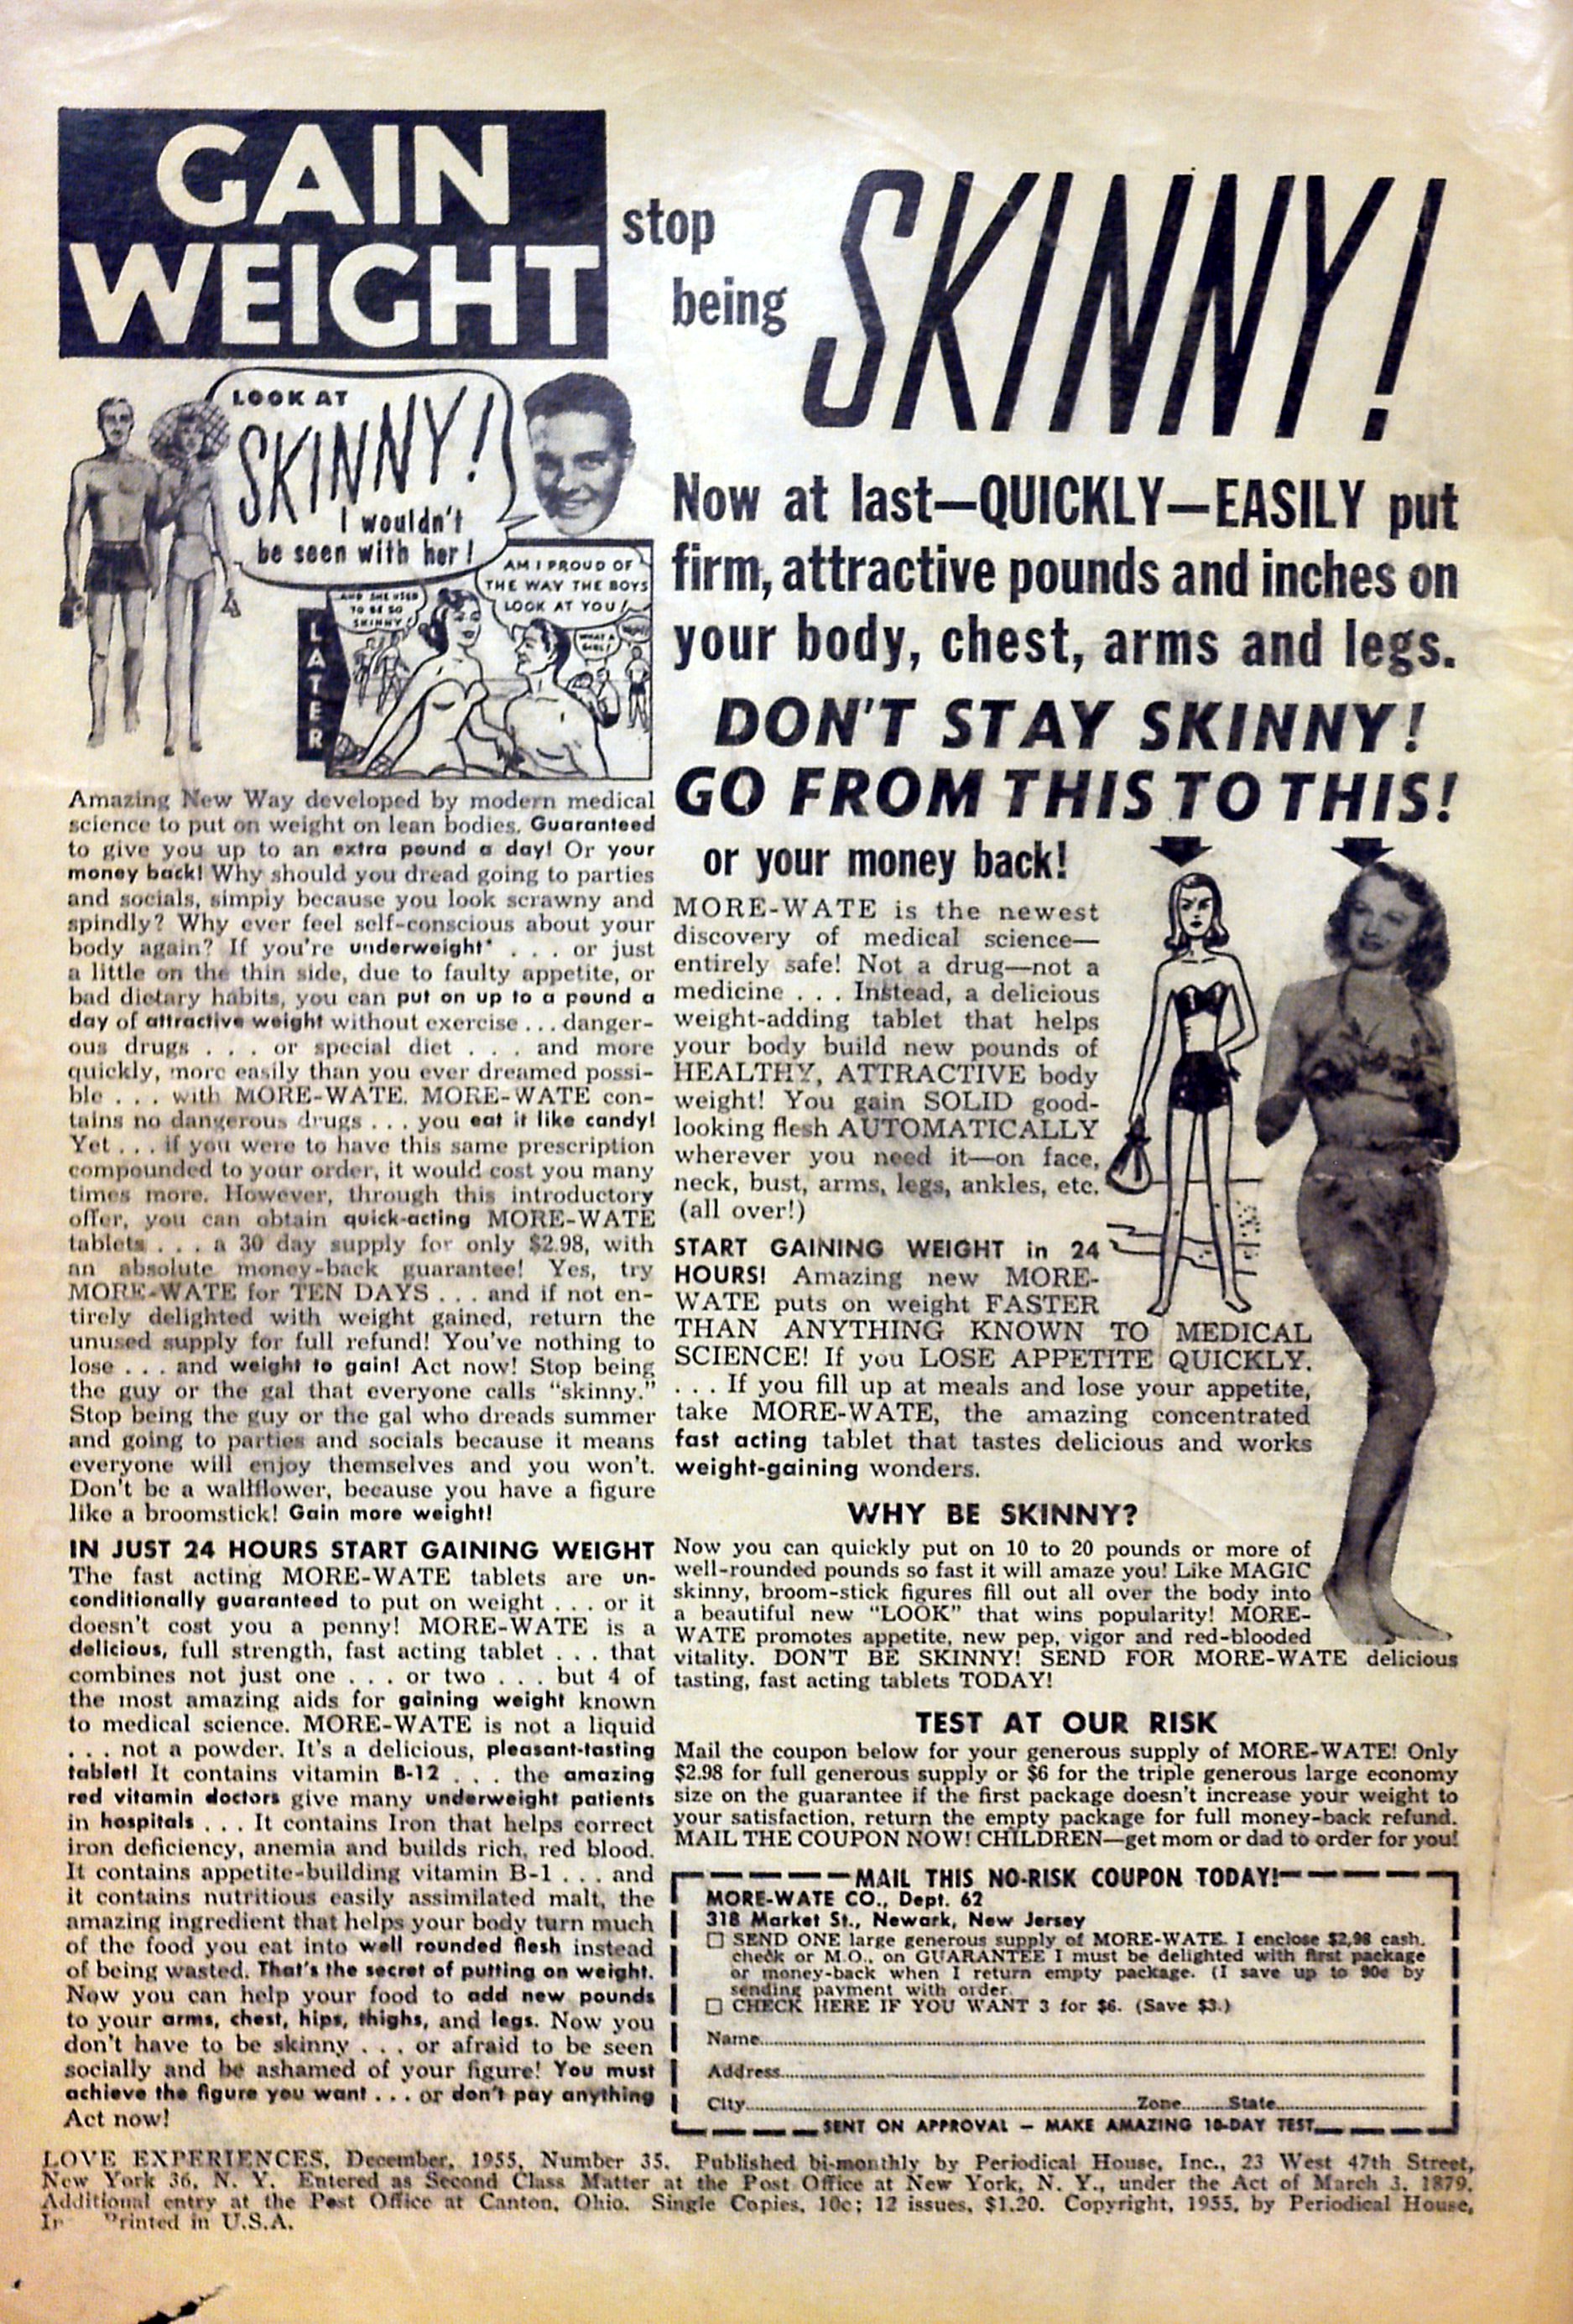 GAIN
WEIGHT
stop
being
SKINNY!
LOOK AT
SKINNY!
I wouldn't
be seen with her!
LATER
AND SHE USED
TO BE SO
SKINNY!
AM I PROUD OF
THE WAY THE BOYS
LOOK AT YOU!
WHAT A
GIRL!
Amazing New Way developed by modern medical
science to put on weight on lean bodies. Guaranteed
to give you up to an extra pound a day! Or your
money back! Why should you dread going to parties
and socials, simply because you look scrawny and
spindly? Why ever feel self-conscious about your
body again? If you're underweight* . . . or just
a little on the thin side, due to faulty appetite, or
bad dietary habits, you can put on up to a pound a
day of attractive weight without exercise . . . danger-
ous drugs . . . or special diet . . . and more
quickly, more easily than you ever dreamed possi-
ble . . . with MORE-WATE. MORE-WATE con-
tains no dangerous drugs . . . you eat it like candy!
Yet . . . if you were to have this same prescription
compounded to your order, it would cost you many
times more. However, through this introductory
offer, you can obtain quick-acting MORE-WATE
tablets . . . a 30 day supply for only $2.98, with
an absolute money-back guarantee! Yes, try
MORE-WATE for TEN DAYS . . . and if not en-
tirely delighted with weight gained, return the
unused supply for full refund! You've nothing to
lose . . . and weight to gain! Act now! Stop being
the guy or the gal that everyone calls "skinny."
Stop being the guy or the gal who dreads summer
and going to parties and socials because it means
everyone will enjoy themselves and you won't.
Don't be a wallflower, because you have a figure
like a broomstick! Gain more weight!
IN JUST 24 HOURS START GAINING WEIGHT
The fast acting MORE-WATE tablets are un-
conditionally guaranteed to put on weight . . . or it
doesn't cost you a penny! MORE-WATE is a
delicious, full strength, fast acting tablet . . . that
combines not just one . . . or two . . . but 4 of
the most amazing aids for gaining weight known
to medical science. MORE-WATE is not a liquid
. . . not a powder. It's a delicious, pleasant-tasting
tablet! It contains vitamin B-12 . . . the amazing
red vitamin doctors give many underweight patients
in hospitals . . . It contains Iron that helps correct
iron deficiency, anemia and builds rich, red blood.
It contains appetite-building vitamin B-1 . . . and
it contains nutritious easily assimilated malt, the
amazing ingredient that helps your body turn much
of the food you eat into well rounded flesh instead
of being wasted. That's the secret of putting on weight.
Now you can help your food to add new pounds
to your arms, chest, hips, thighs, and legs. Now you
don't have to be skinny . . . or afraid to be seen
socially and be ashamed of your figure! You must
achieve the figure you want . . . or don't pay anything
Act now!
Now at last—QUICKLY—EASILY put
firm, attractive pounds and inches on
your body, chest, arms and legs.
DON'T STAY SKINNY!
GO FROM THIS TO THIS!
or your money back!
MORE-WATE is the newest
discovery of medical science—
entirely safe! Not a drug—not a
medicine . . . Instead, a delicious
weight-adding tablet that helps
your body build new pounds of
HEALTHY, ATTRACTIVE body
weight! You gain SOLID good-
looking flesh AUTOMATICALLY
wherever you need it—on face,
neck, bust, arms, legs, ankles, etc.
(all over!)
START GAINING WEIGHT in 24
HOURS! Amazing new MORE-
WATE puts on weight FASTER
THAN ANYTHING KNOWN TO MEDICAL
SCIENCE! If you LOSE APPETITE QUICKLY.
. . . If you fill up at meals and lose your appetite,
take MORE-WATE, the amazing concentrated
fast acting tablet that tastes delicious and works
weight-gaining wonders.
WHY BE SKINNY?
Now you can quickly put on 10 to 20 pounds or more of
well-rounded pounds so fast it will amaze you! Like MAGIC
skinny, broom-stick figures fill out all over the body into
a beautiful new "LOOK" that wins popularity! MORE-
WATE promotes appetite, new pep, vigor and red-blooded
vitality. DON'T BE SKINNY! SEND FOR MORE-WATE delicious
tasting, fast acting tablets TODAY!
TEST AT OUR RISK
Mail the coupon below for your generous supply of MORE-WATE! Only
$2.98 for full generous supply or $6 for the triple generous large economy
size on the guarantee if the first package doesn't increase your weight to
your satisfaction, return the empty package for full money-back refund.
MAIL THE COUPON NOW! CHILDREN—get mom or dad to order for you!
MAIL THIS NO-RISK COUPON TODAY!
MORE-WATE CO., Dept. 62
318 Market St., Newark, New Jersey
SEND ONE large generous supply of MORE-WATE. I enclose $2.98 cash,
check or M.O., on GUARANTEE I must be delighted with first package
or money-back when I return empty package. (I save up to 90c by
sending payment with order.
CHECK HERE IF YOU WANT 3 for $6. (Save $3.)
Name
Address
City Zone State
SENT ON APPROVAL — MAKE AMAZING 10-DAY TEST
LOVE EXPERIENCES, December, 1955, Number 35. Published bi-monthly by Periodical House, Inc., 23 West 47th Street,
New York 36, N. Y. Entered as Second Class Matter at the Post Office at New York, N. Y., under the Act of March 3, 1879.
Additional entry at the Post Office at Canton, Ohio. Single Copies, 10c; 12 issues, $1.20. Copyright, 1955, by Periodical House,
Printed in U.S.A.